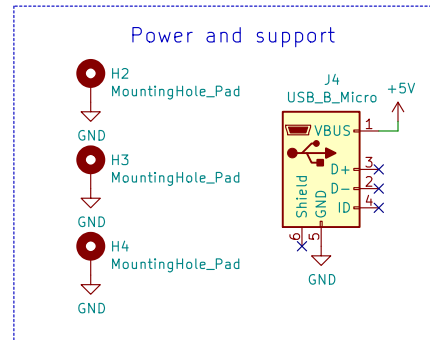 Power and support
H2
MountingHole_Pad
GND
H3
MountingHole_Pad
GND
H4
MountingHole_Pad
GND
J4
USB_B_Micro
+5V
VBUS 1
D+ 3
D- 2
ID 4
Shield 6
GND 5
GND